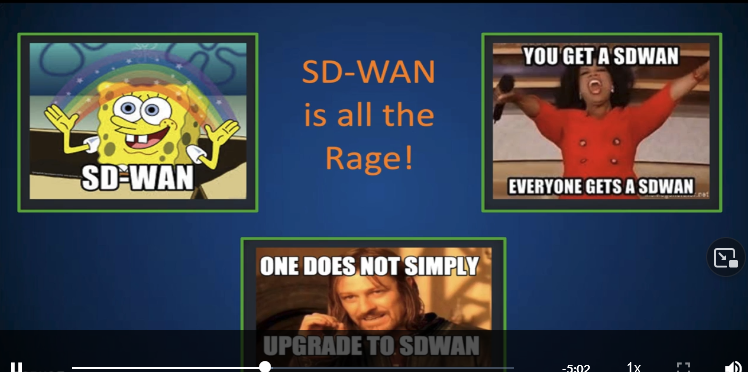 SD-WAN
is all the
Rage!
SD-WAN
YOU GET A SDWAN
EVERYONE GETS A SDWAN
ONE DOES NOT SIMPLY
UPGRADE TO SDWAN
-5:02
1x